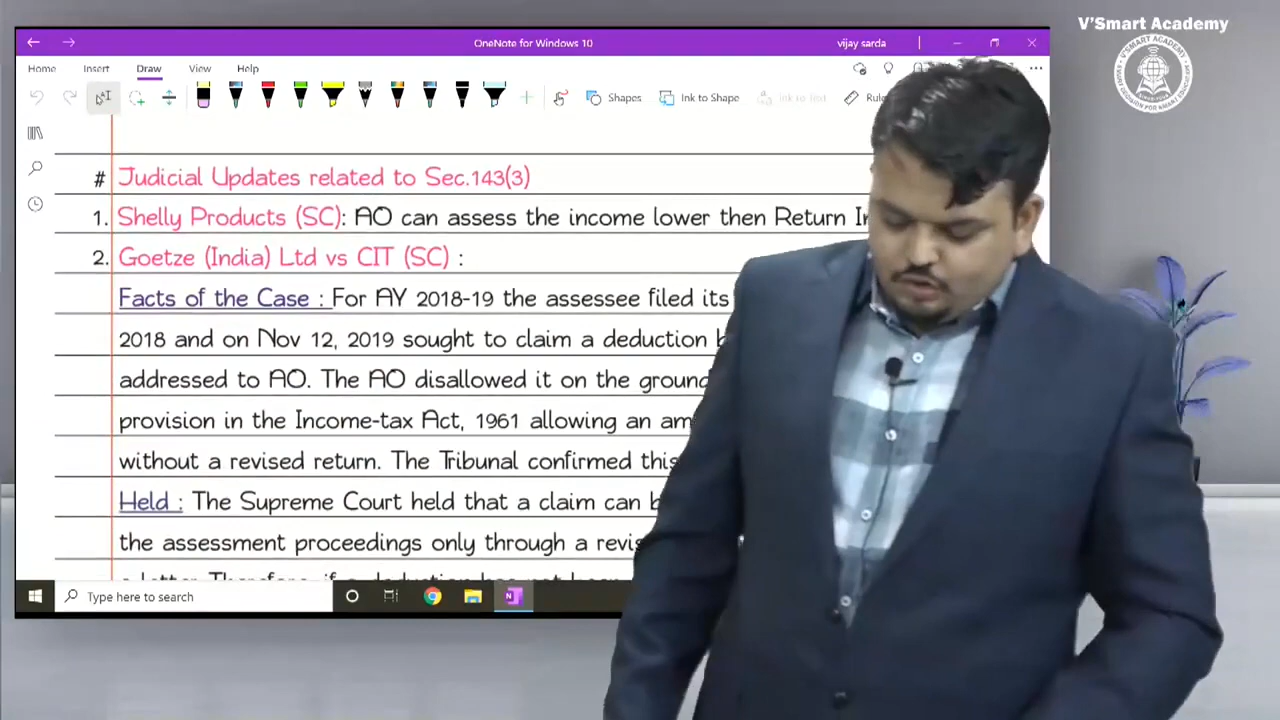 V'Smart Academy
OneNote for Windows 10
vijay sarda
Home Insert Draw View Help
Shapes Ink to Shape Ink to Text
# Judicial Updates related to Sec.143(3)
1. Shelly Products (SC): AO can assess the income lower then Return
2. Goetze (India) Ltd vs CIT (SC) :
Facts of the Case : For AY 2018-19 the assessee filed its
2018 and on Nov 12, 2019 sought to claim a deduction
addressed to AO. The AO disallowed it on the ground
provision in the Income-tax Act, 1961 allowing an
without a revised return. The Tribunal confirmed this
Held : The Supreme Court held that a claim can
the assessment proceedings only through a
Type here to search